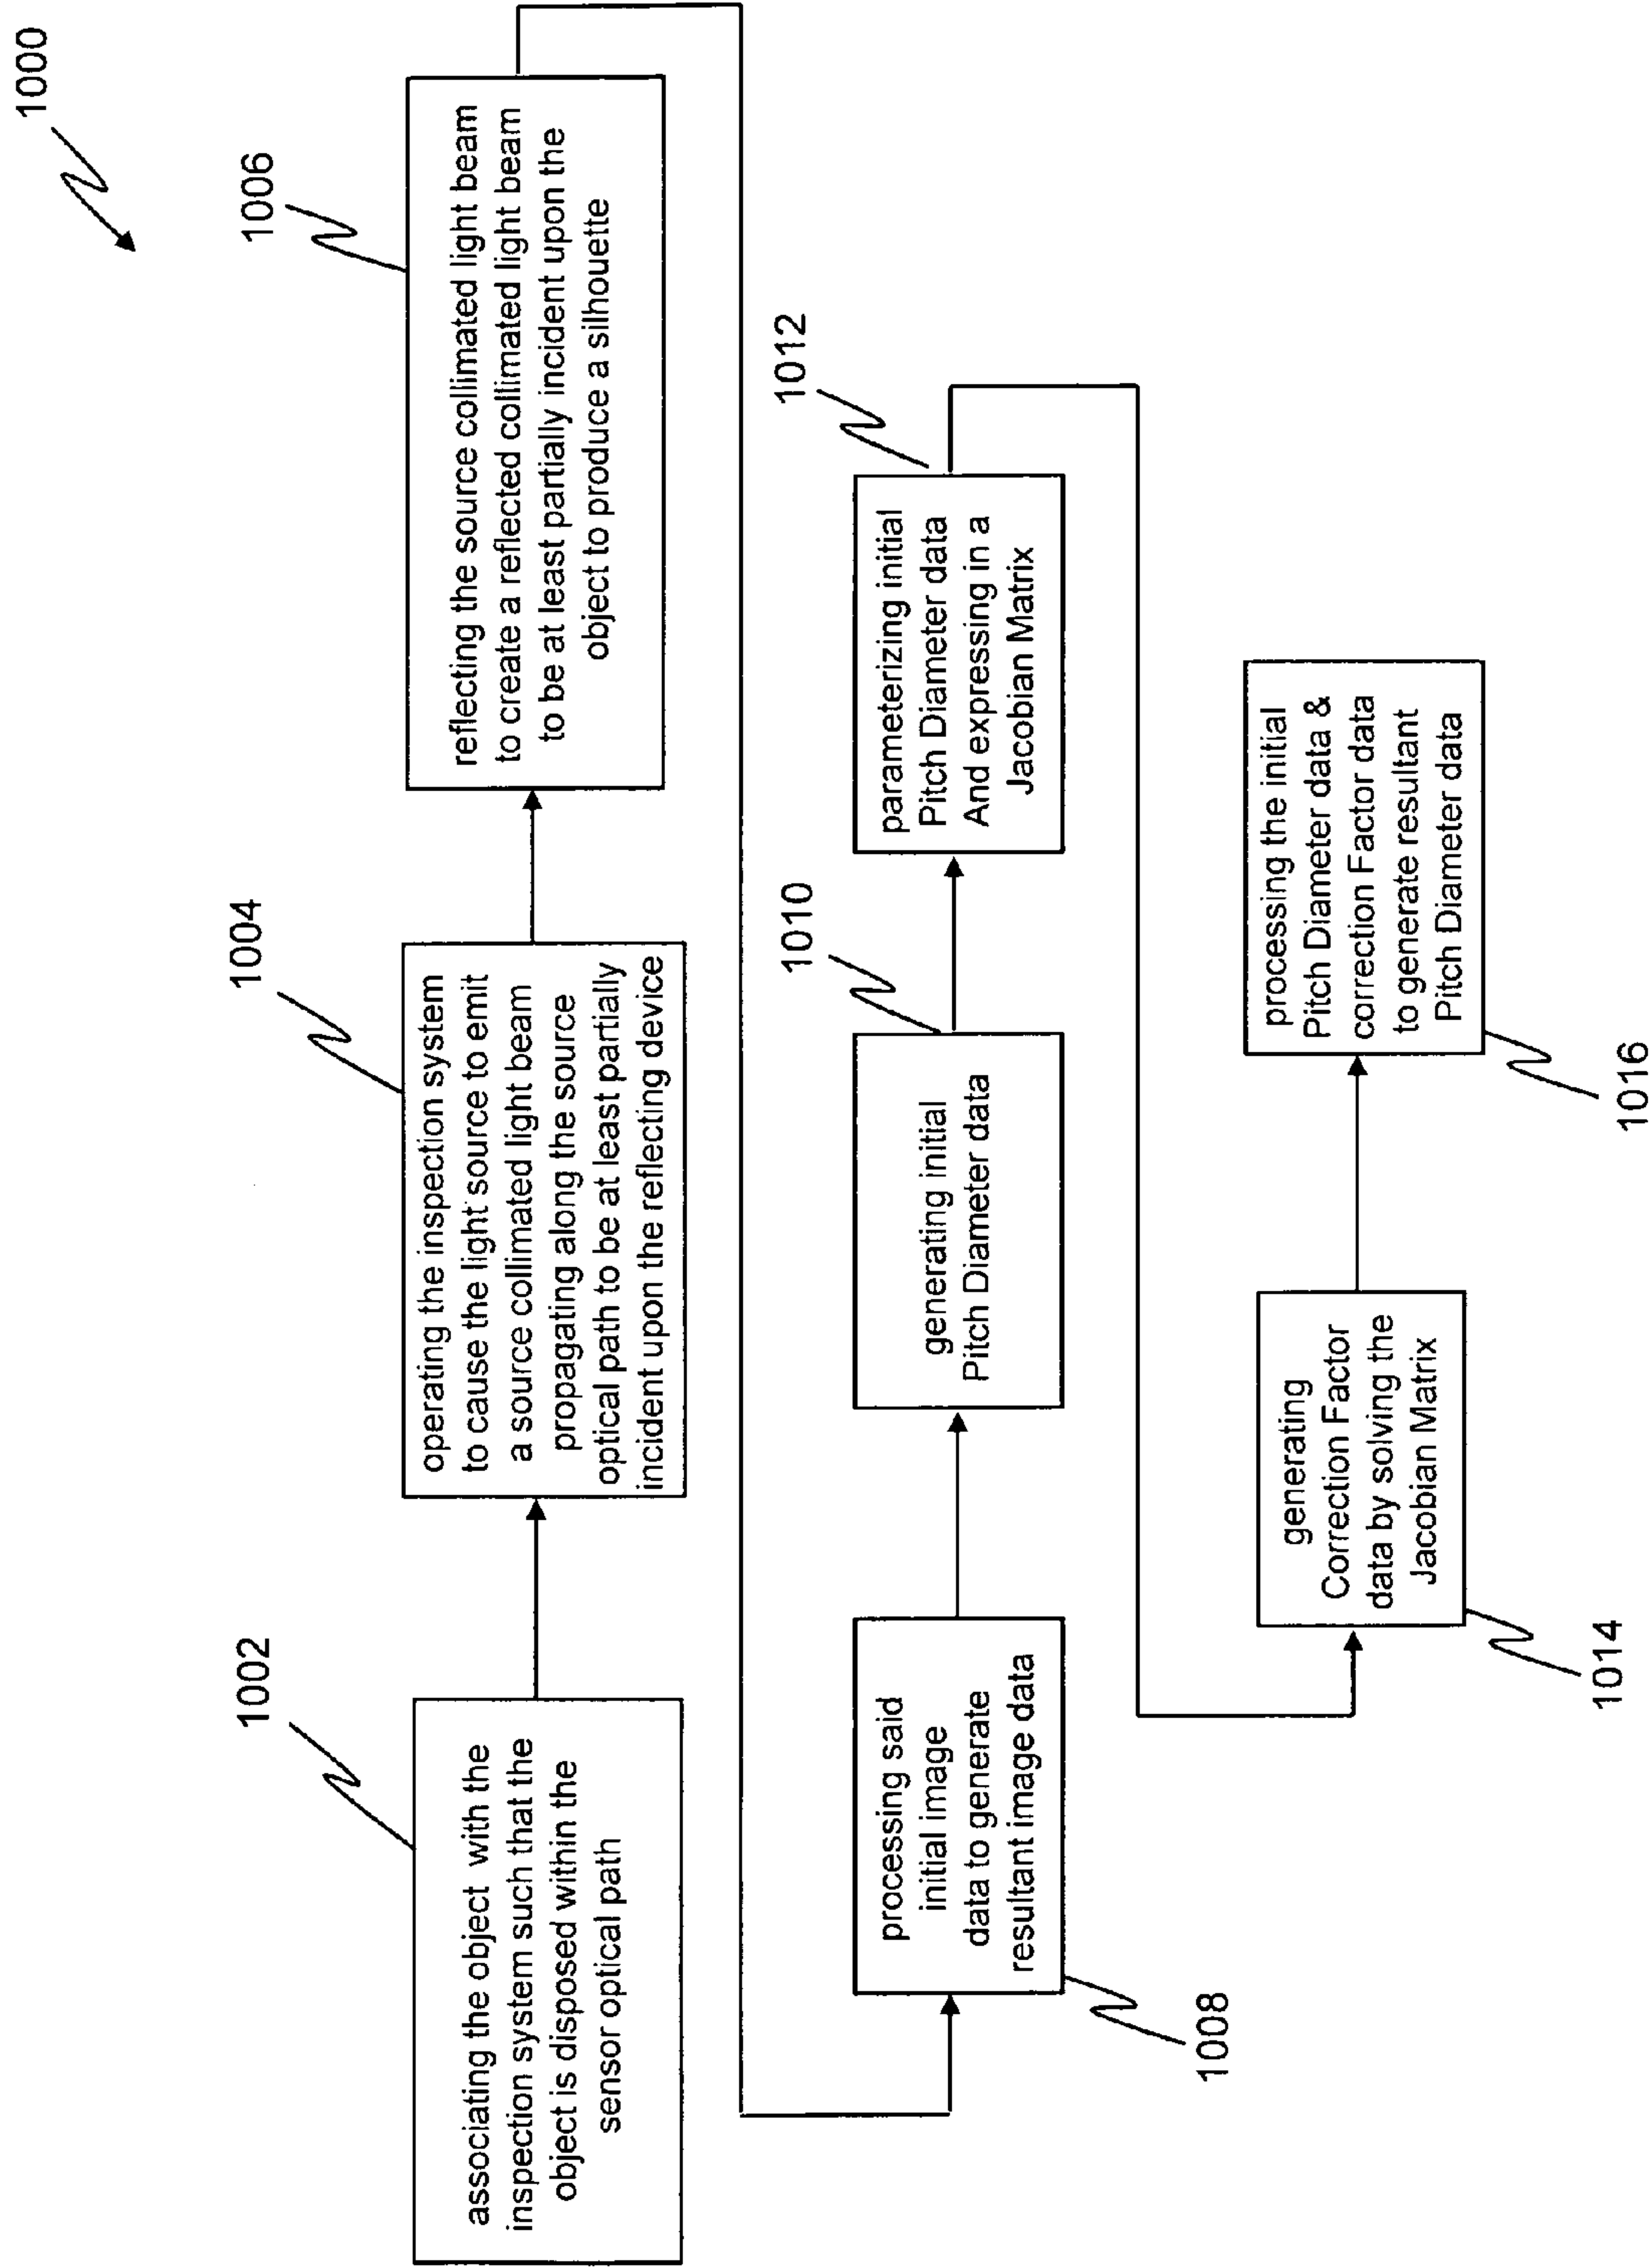 1000
1002
associating the object with the
inspection system such that the
object is disposed within the
sensor optical path
1004
operating the inspection system
to cause the light source to emit
a source collimated light beam
propagating along the source
optical path to be at least partially
incident upon the reflecting device
1006
reflecting the source collimated light beam
to create a reflected collimated light beam
to be at least partially incident upon the
object to produce a silhouette
processing said
initial image
data to generate
resultant image data
1008
1010
generating initial
Pitch Diameter data
1012
parameterizing initial
Pitch Diameter data
And expressing in a
Jacobian Matrix
generating
Correction Factor
data by solving the
Jacobian Matrix
1014
processing the initial
Pitch Diameter data &
correction Factor data
to generate resultant
Pitch Diameter data
1016